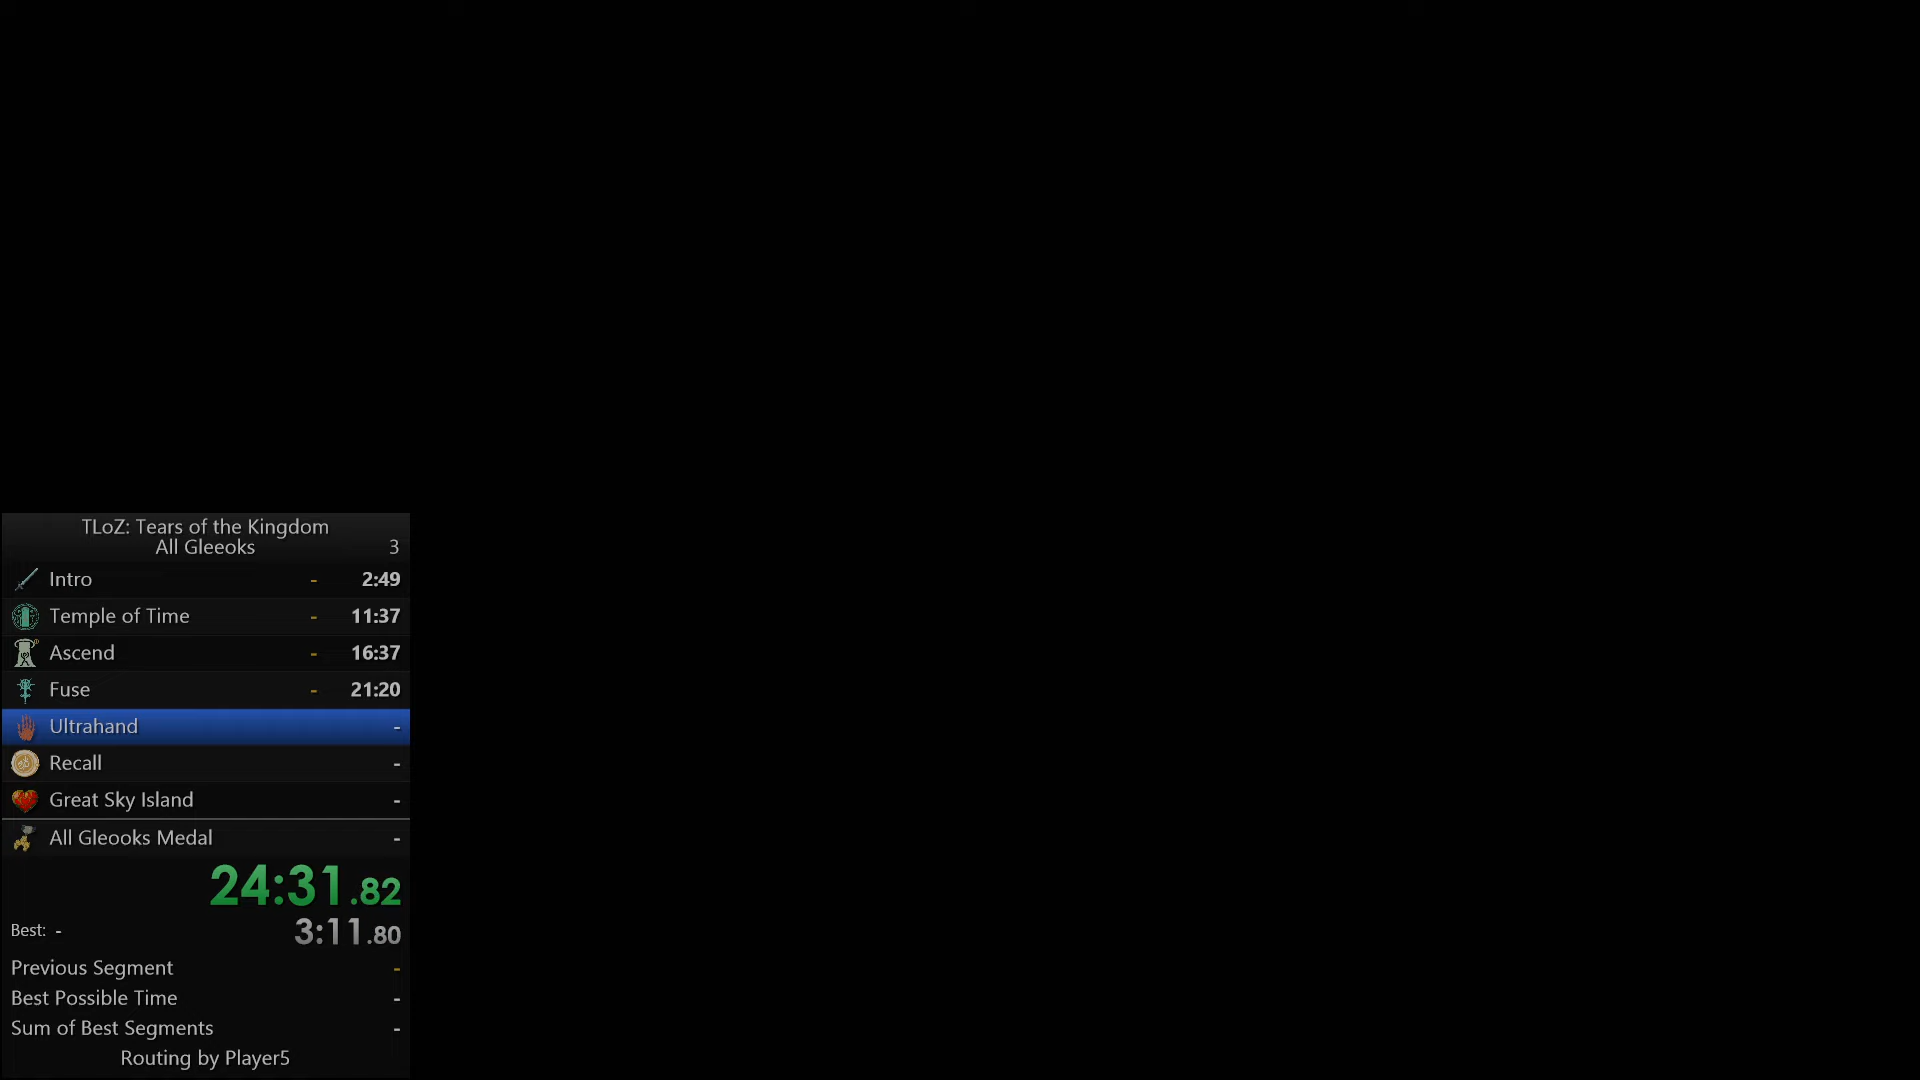 TLoZ: Tears of the Kingdom
All Gleeoks 3
Intro - 2:49
Temple of Time - 11:37
Ascend - 16:37
Fuse - 21:20
Ultrahand -
Recall -
Great Sky Island -
All Gleooks Medal -
24:31.82
Best: - 3:11.80
Previous Segment -
Best Possible Time -
Sum of Best Segments -
Routing by Player5